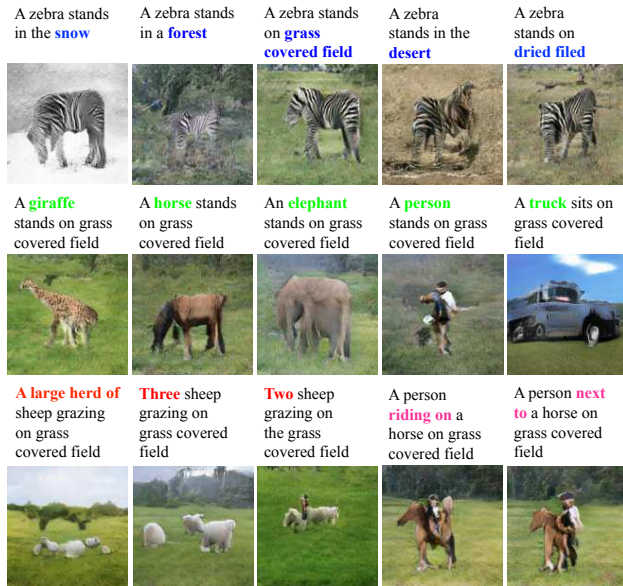 A zebra stands
in the snow
A zebra stands
in a forest
A zebra stands
on grass
covered field
A zebra
stands in the
desert
A zebra
stands on
dried filed
A giraffe
stands on grass
covered field
A horse stands
on grass
covered field
An elephant
stands on grass
covered field
A person
stands on grass
covered field
A truck sits on
grass covered
field
A large herd of
sheep grazing
on grass
covered field
Three sheep
grazing on
grass covered
field
Two sheep
grazing on
the grass
covered field
A person
riding on a
horse on grass
covered field
A person next
to a horse on
grass covered
field